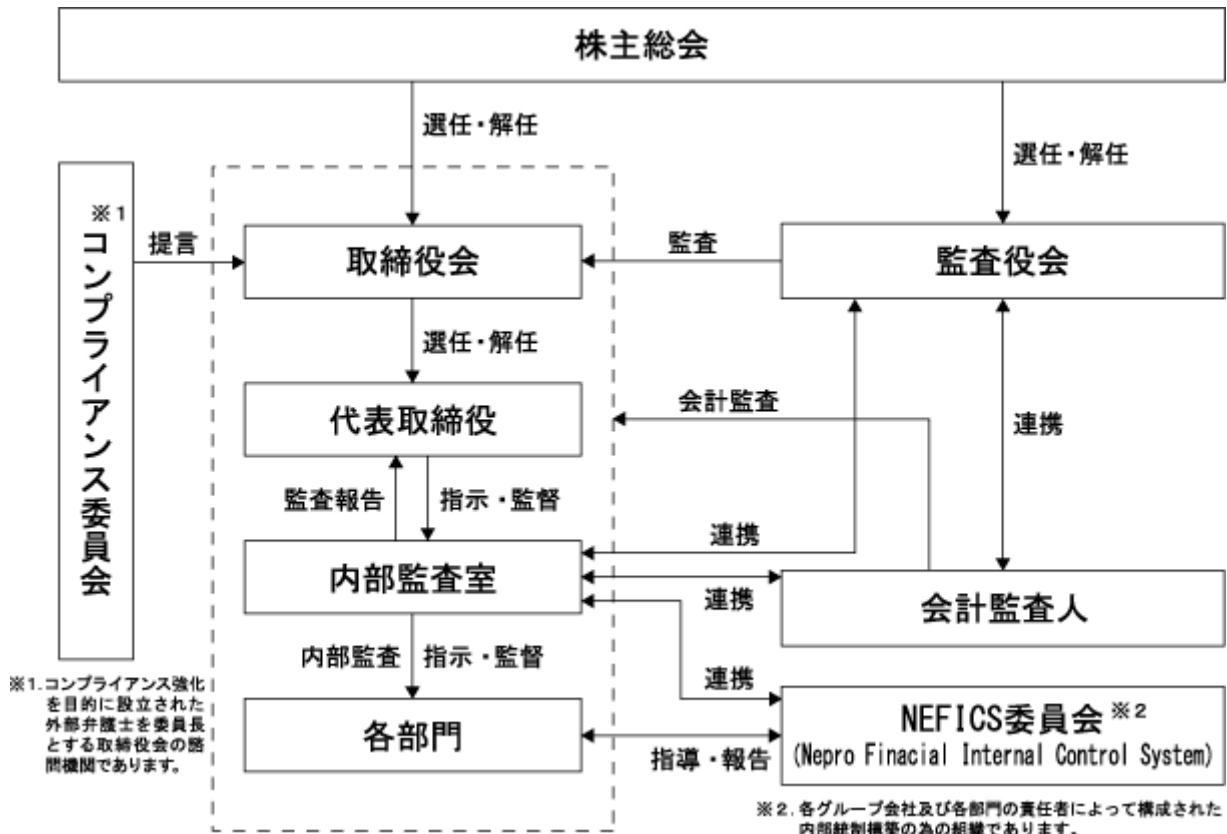 株主総会
選任・解任
選任・解任
※1
コンプライアンス委員会
提言
取締役会
監査
監査役会
選任・解任
代表取締役
会計監査
連携
監査報告
指示・監督
連携
内部監査室
連携
会計監査人
内部監査
指示・監督
連携
※1.コンプライアンス強化
を目的に設立された
外部弁護士を委員長
とする取締役会の諮
問機関であります。
各部門
NEFICS委員会※2
(Nepro Finacial Internal Control System)
指導・報告
※2.各グループ会社及び各部門の責任者によって構成された
内部統制構築の為の組織であります。